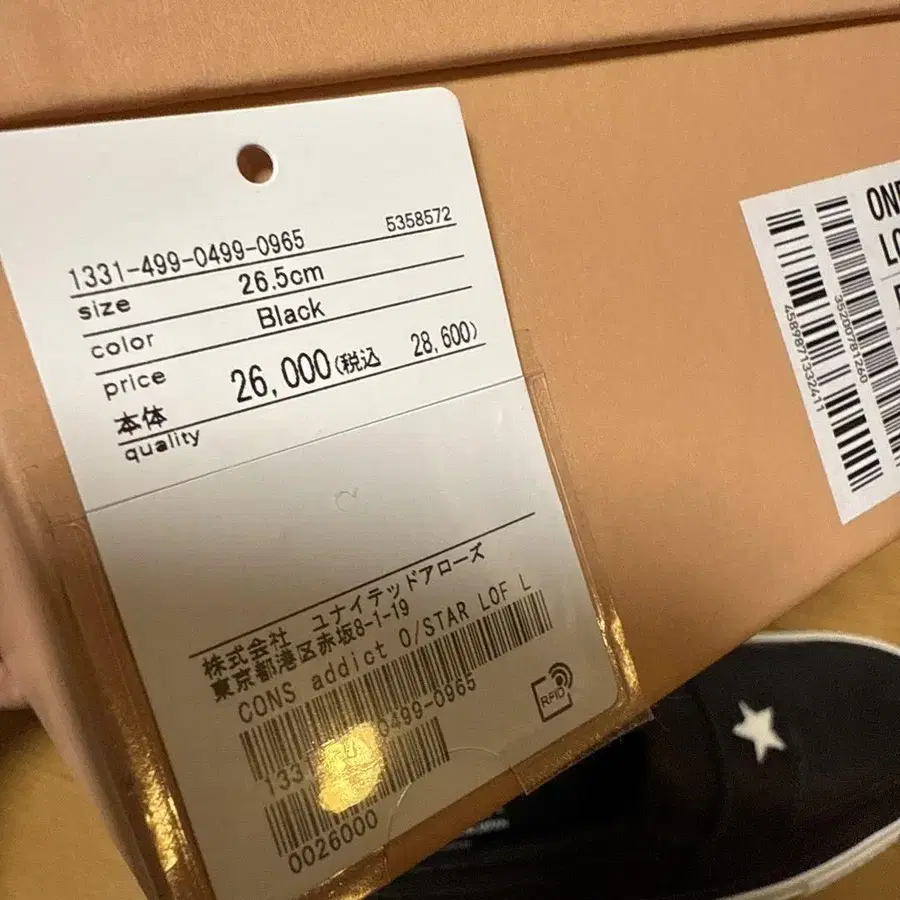 1331-499-0499-0965 5358572
size 26.5cm
color Black
price
本体 26,000(税込 28,600)
quality
株式会社 ユナイテッドアローズ
東京都港区赤坂8-1-19
CONS addict O/STAR LOF L
0499-0965
0026000
RFID
4589871332411
35200781260